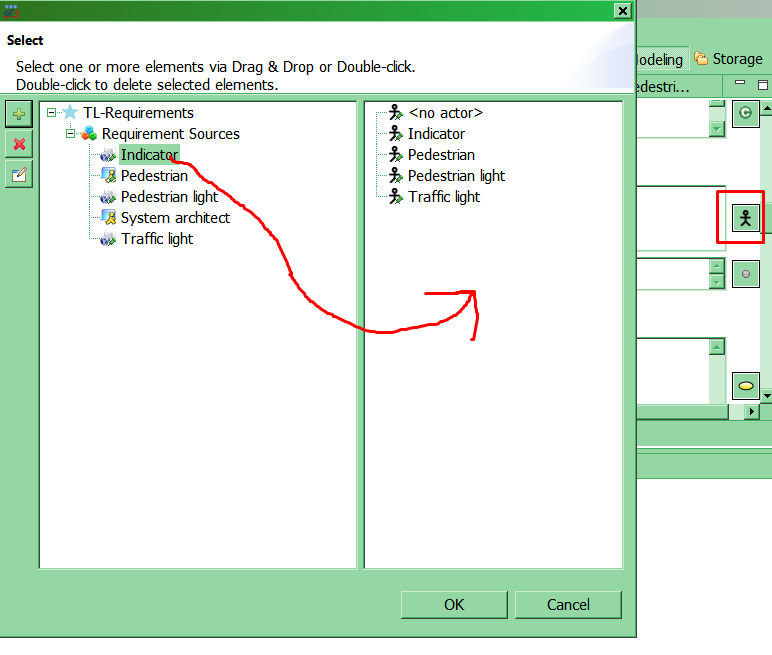 Select
Select one or more elements via Drag & Drop or Double-click.
Double-click to delete selected elements.
TL-Requirements
Requirement Sources
Indicator
Pedestrian
Pedestrian light
System architect
Traffic light
<no actor>
Indicator
Pedestrian
Pedestrian light
Traffic light
OK
Cancel
odeling
Storage
edestri...
C